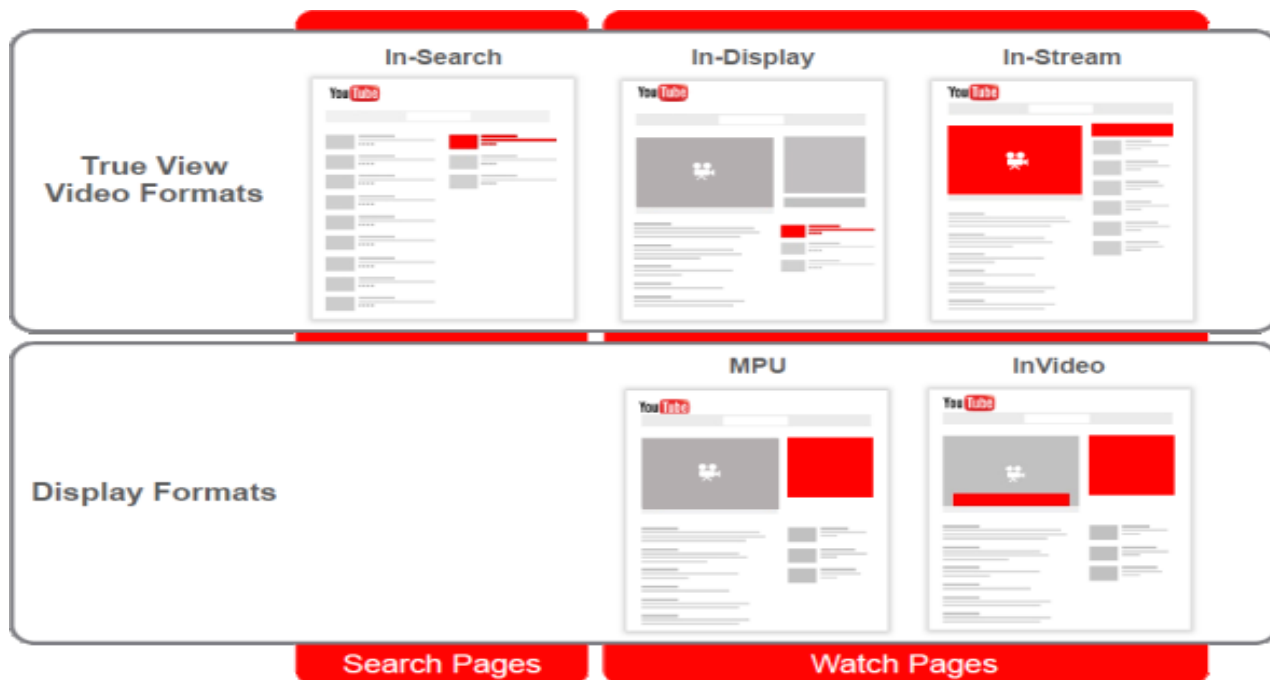 In-Search In-Display In-Stream
YouTube YouTube YouTube
True View
Video Formats
MPU InVideo
YouTube YouTube
Display Formats
Search Pages Watch Pages